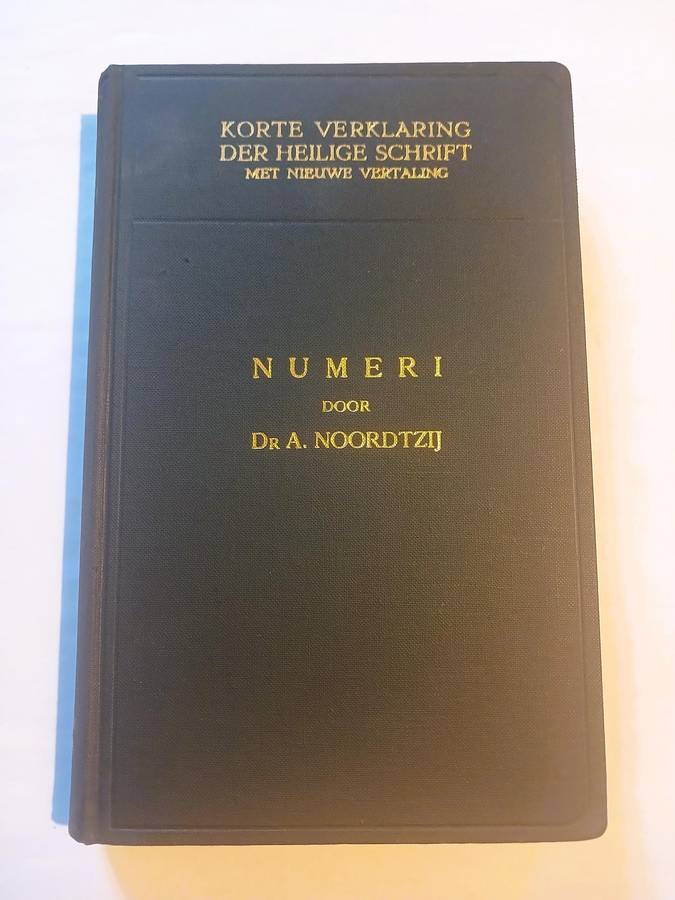 KORTE VERKLARING
DER HEILIGE SCHRIFT
MET NIEUWE VERTALING
NUMERI
DOOR
DR A. NOORDTZIJ